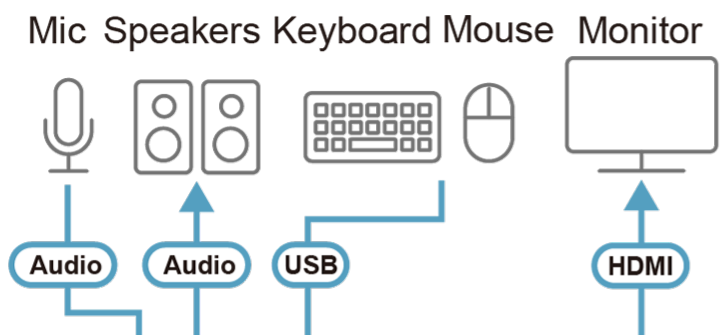 Mic Speakers Keyboard Mouse Monitor
Audio Audio USB HDMI